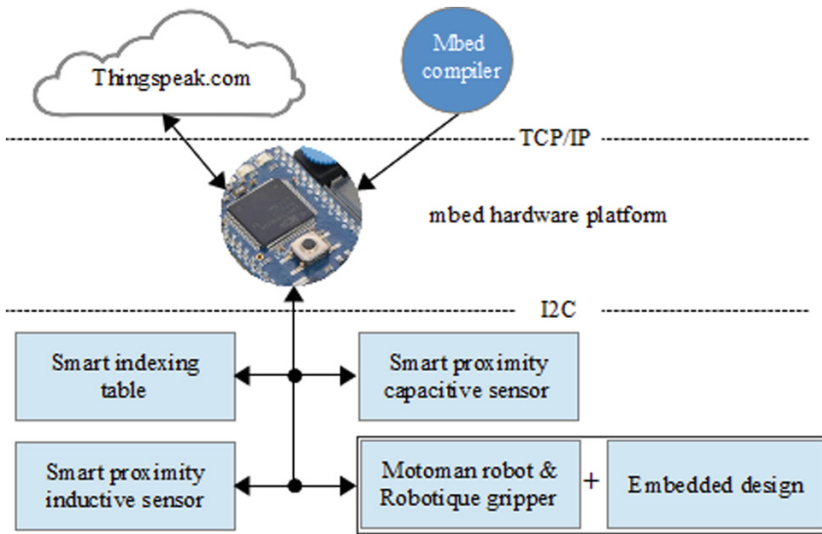 Thingspeak.com
Mbed
compiler
TCP/IP
mbed hardware platform
I2C
Smart indexing
table
Smart proximity
capacitive sensor
Smart proximity
inductive sensor
Motoman robot &
Robotique gripper
+
Embedded design